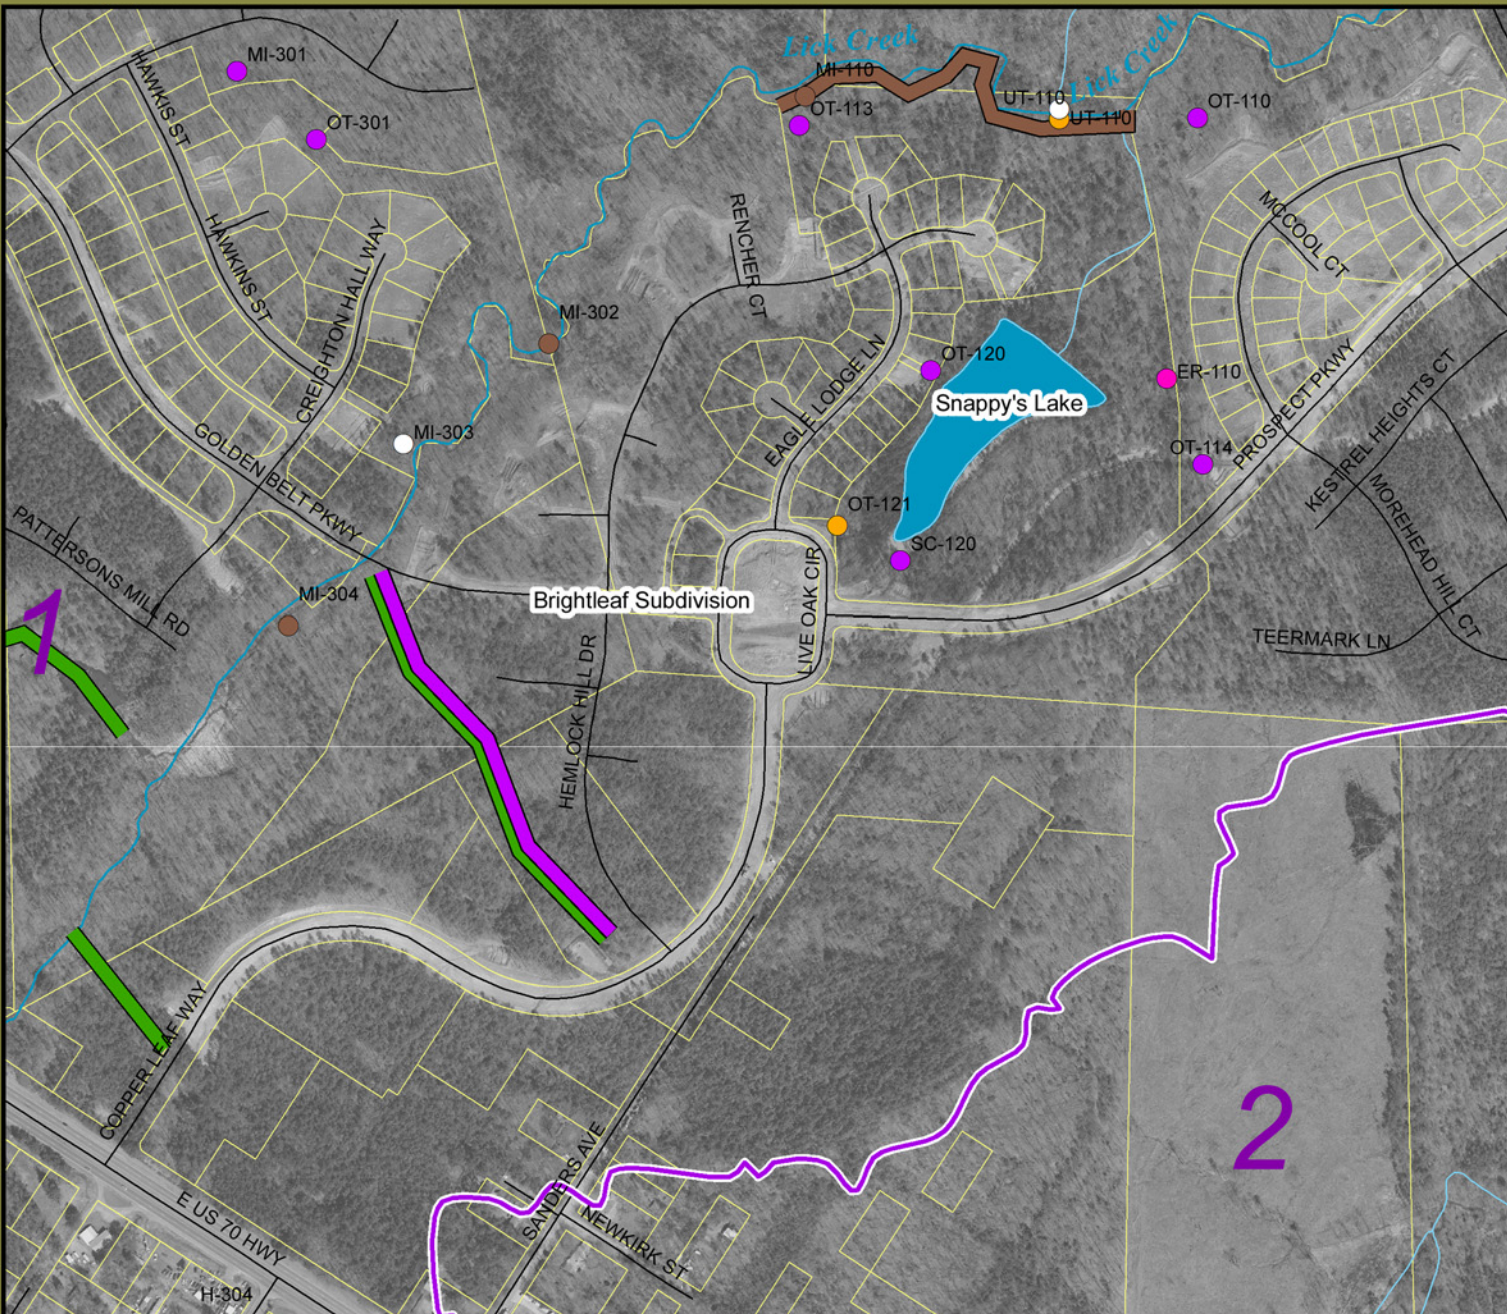 Lick Creek
Lick Creek
MI-301
HAWKIS ST
MI-110
UT-110
OT-113
UT-110
OT-110
OT-301
RENCHER CT
MCCOOL CT
HAWKINS ST
CREIGHTON HALL WAY
MI-302
OT-120
ER-110
EAGLE LODGE LN
Snappy's Lake
PROSPECT PKWY
KESTREL HEIGHTS CT
MI-303
GOLDEN BELT PKWY
OT-114
OT-121
MOREHEAD HILL CT
PATTERSONS MILL RD
SC-120
MI-304
Brightleaf Subdivision
LIVE OAK CIR
1
TEERMARK LN
HEMLOCK HILL DR
COPPER LEAF WAY
2
SANDERS AVE
E US 70 HWY
NEWKIRK ST
H-304